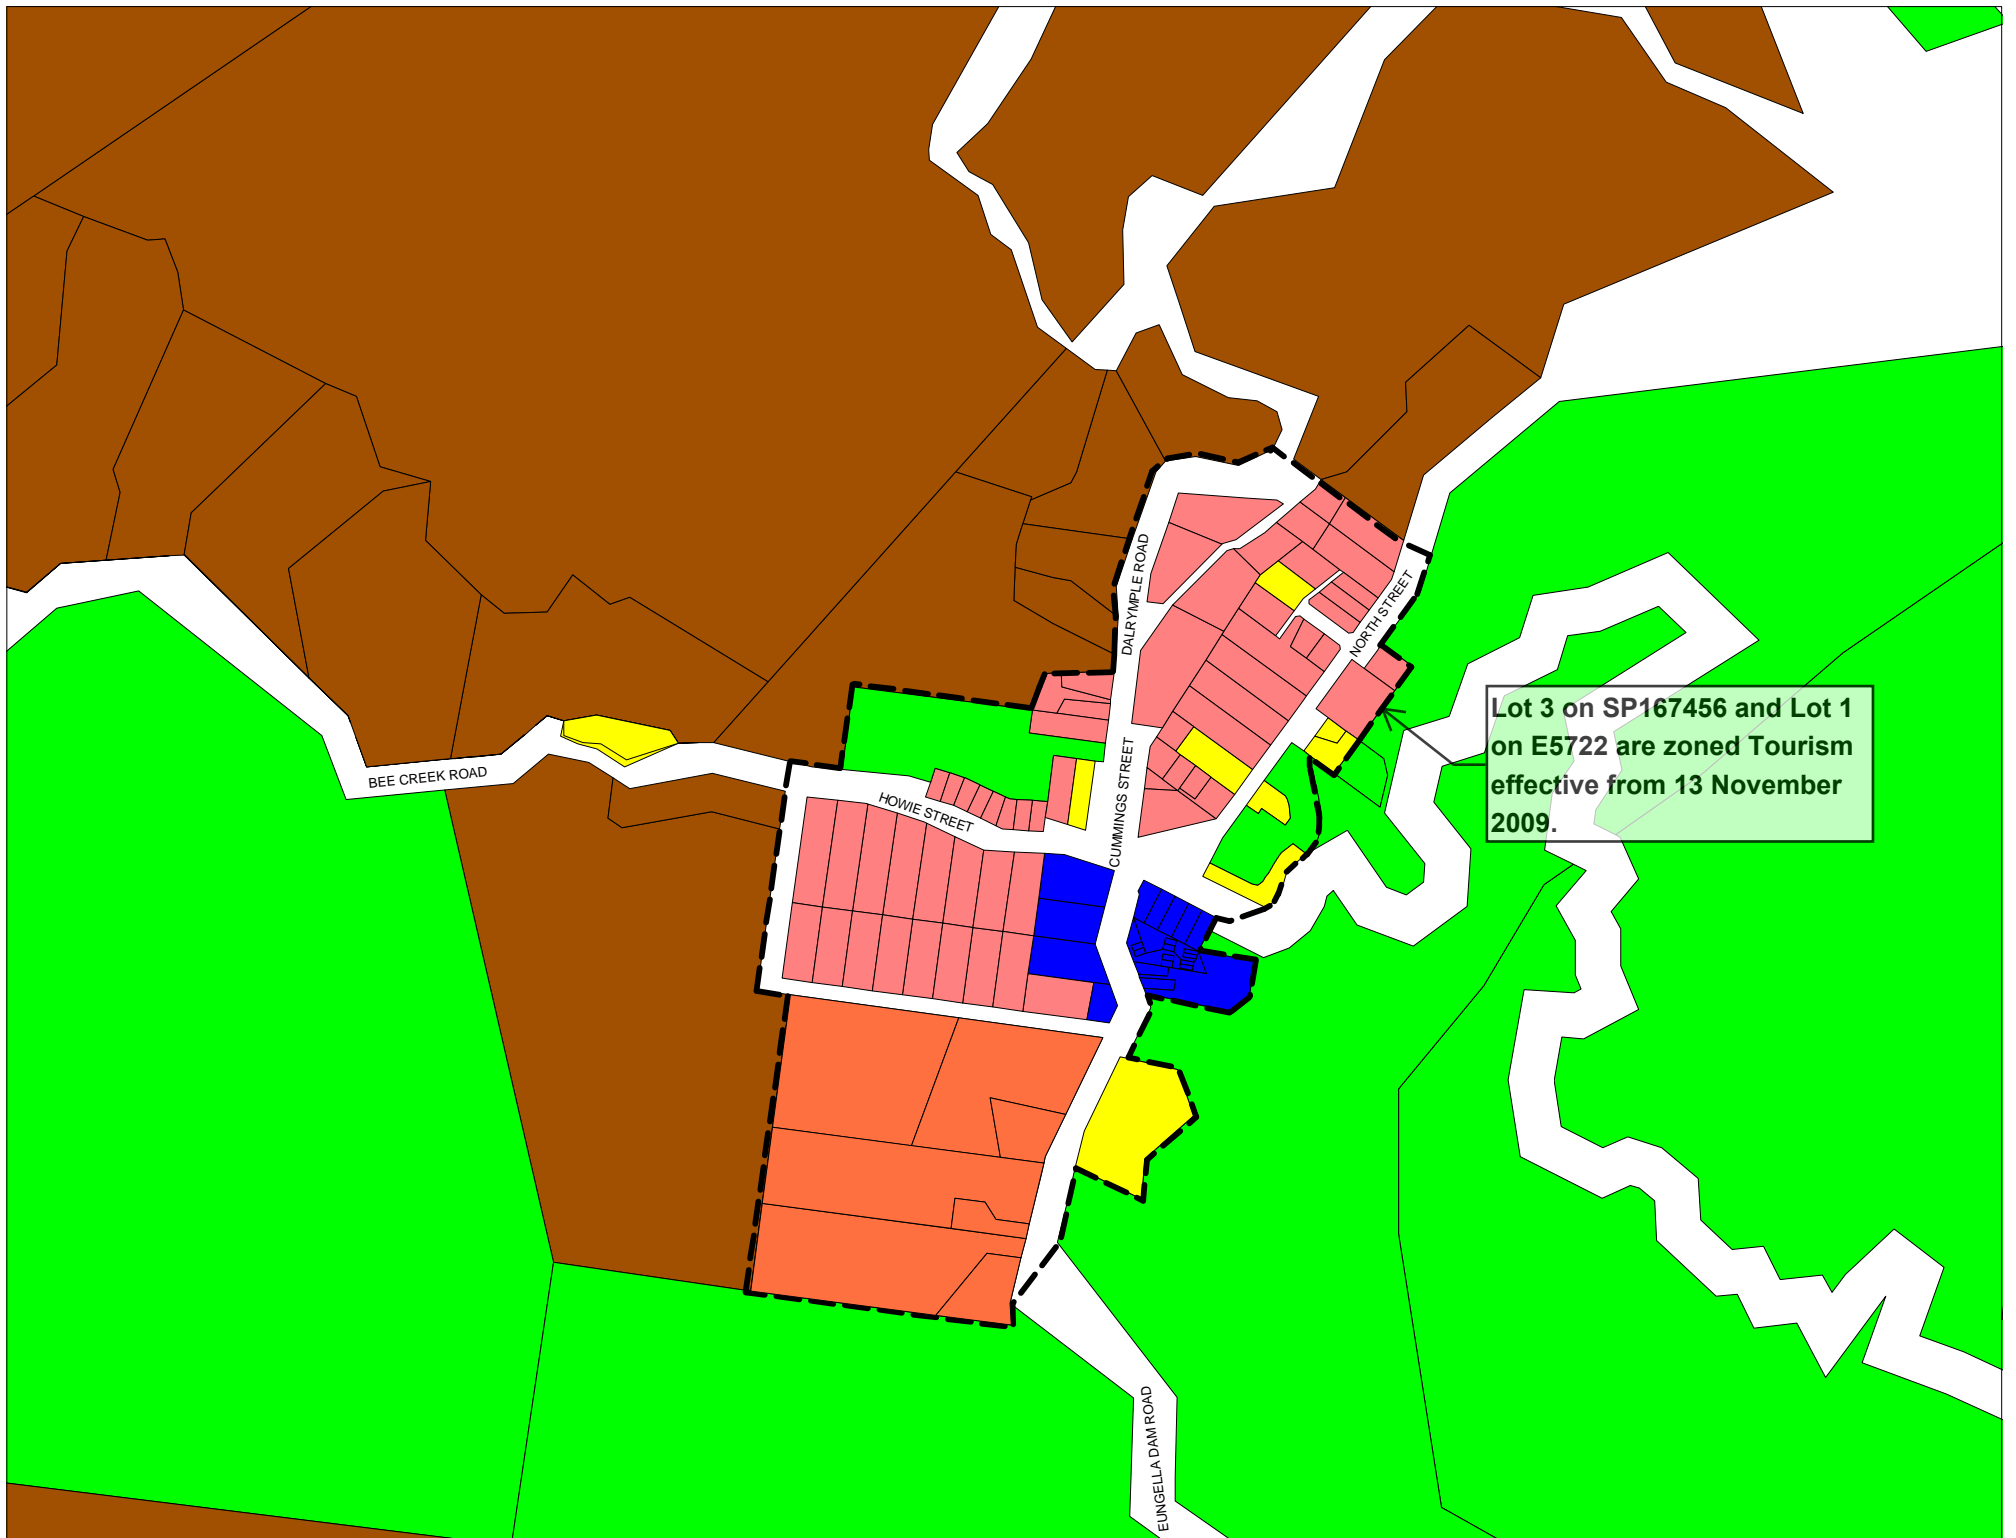 DALRYMPLE ROAD
NORTH STREET
Lot 3 on SP167456 and Lot 1
on E5722 are zoned Tourism
effective from 13 November
2009.
BEE CREEK ROAD
HOWIE STREET
CUMMINGS STREET
EUNGELLA DAM ROAD